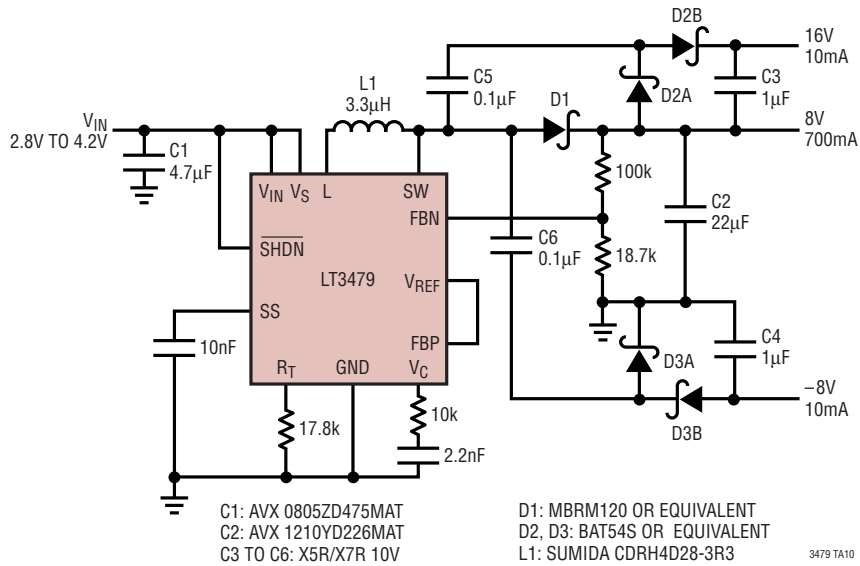 D2B
16V
10mA
L1
3.3µH
C5
0.1µF
D1
D2A
C3
1µF
VIN
2.8V TO 4.2V
C1
4.7µF
8V
700mA
VIN
VS
L
SW
100k
FBN
C2
22µF
SHDN
C6
0.1µF
18.7k
LT3479
VREF
SS
FBP
10nF
D3A
C4
1µF
RT
GND
VC
–8V
10mA
17.8k
10k
D3B
2.2nF
C1: AVX 0805ZD475MAT
C2: AVX 1210YD226MAT
C3 TO C6: X5R/X7R 10V
D1: MBRM120 OR EQUIVALENT
D2, D3: BAT54S OR EQUIVALENT
L1: SUMIDA CDRH4D28-3R3
3479 TA10